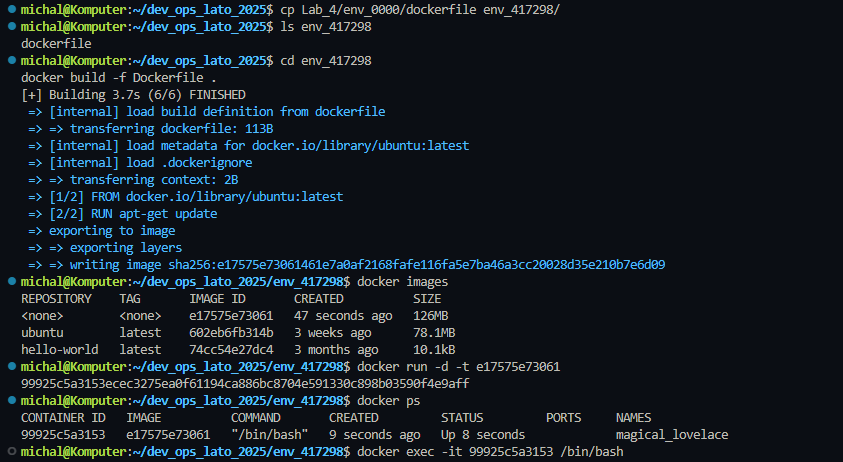 michal@Komputer:~/dev_ops_lato_2025$ cp Lab_4/env_0000/dockerfile env_417298/
michal@Komputer:~/dev_ops_lato_2025$ ls env_417298
dockerfile
michal@Komputer:~/dev_ops_lato_2025$ cd env_417298
docker build -f Dockerfile .
[+] Building 3.7s (6/6) FINISHED
=> [internal] load build definition from dockerfile
=> => transferring dockerfile: 113B
=> [internal] load metadata for docker.io/library/ubuntu:latest
=> [internal] load .dockerignore
=> => transferring context: 2B
=> [1/2] FROM docker.io/library/ubuntu:latest
=> [2/2] RUN apt-get update
=> exporting to image
=> => exporting layers
=> => writing image sha256:e17575e73061461e7a0af2168fafe116fa5e7ba46a3cc20028d35e210b7e6d09
michal@Komputer:~/dev_ops_lato_2025/env_417298$ docker images
REPOSITORY TAG IMAGE ID CREATED SIZE
<none> <none> e17575e73061 47 seconds ago 126MB
ubuntu latest 602eb6fb314b 3 weeks ago 78.1MB
hello-world latest 74cc54e27dc4 3 months ago 10.1kB
michal@Komputer:~/dev_ops_lato_2025/env_417298$ docker run -d -t e17575e73061
99925c5a3153ecec3275ea0f61194ca886bc8704e591330c898b03590f4e9aff
michal@Komputer:~/dev_ops_lato_2025/env_417298$ docker ps
CONTAINER ID IMAGE COMMAND CREATED STATUS PORTS NAMES
99925c5a3153 e17575e73061 "/bin/bash" 9 seconds ago Up 8 seconds magical_lovelace
michal@Komputer:~/dev_ops_lato_2025/env_417298$ docker exec -it 99925c5a3153 /bin/bash